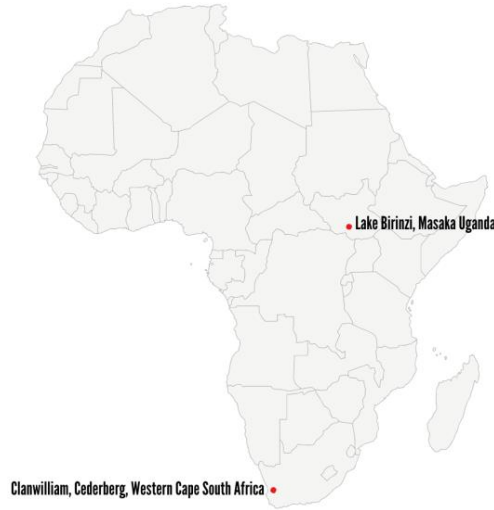 Lake Birinzi, Masaka Uganda
Clanwilliam, Cederberg, Western Cape South Africa